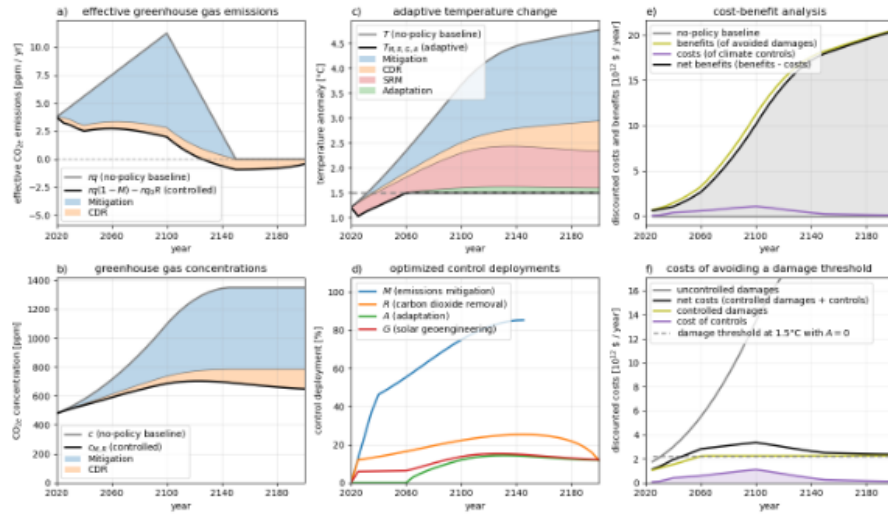 a) effective greenhouse gas emissions
effective CO2e emissions [ppm / yr]
10.0
7.5
5.0
2.5
0.0
−2.5
−5.0
rq (no-policy baseline)
rq(1 − M) − rq0R (controlled)
Mitigation
CDR
2020 2060 2100 2140 2180
year
b) greenhouse gas concentrations
CO2e concentration [ppm]
1400
1200
1000
800
600
400
200
0
c (no-policy baseline)
cM,R (controlled)
Mitigation
CDR
2020 2060 2100 2140 2180
year
c) adaptive temperature change
temperature anomaly [°C]
4.5
4.0
3.5
3.0
2.5
2.0
1.5
1.0
T (no-policy baseline)
TM,R,G,A (adaptive)
Mitigation
CDR
SRM
Adaptation
2020 2060 2100 2140 2180
year
d) optimized control deployments
control deployment [%]
100
80
60
40
20
0
M (emissions mitigation)
R (carbon dioxide removal)
A (adaptation)
G (solar geoengineering)
2020 2060 2100 2140 2180
year
e) cost-benefit analysis
discounted costs and benefits [10^12 $ / year]
20
15
10
5
0
no-policy baseline
benefits (of avoided damages)
costs (of climate controls)
net benefits (benefits - costs)
2020 2060 2100 2140 2180
year
f) costs of avoiding a damage threshold
discounted costs [10^12 $ / year]
16
14
12
10
8
6
4
2
0
uncontrolled damages
net costs (controlled damages + controls)
controlled damages
cost of controls
damage threshold at 1.5°C with A = 0
2020 2060 2100 2140 2180
year